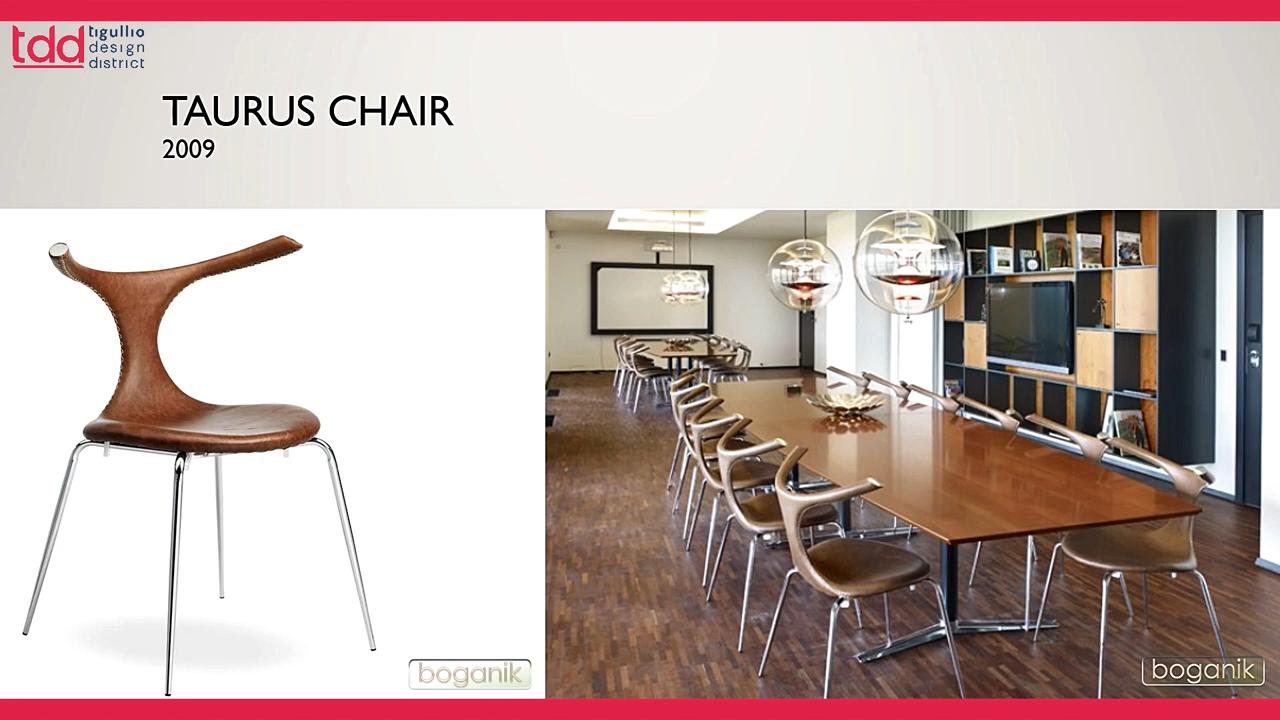 tdd
tigullio
design
district
TAURUS CHAIR
2009
boganik
boganik